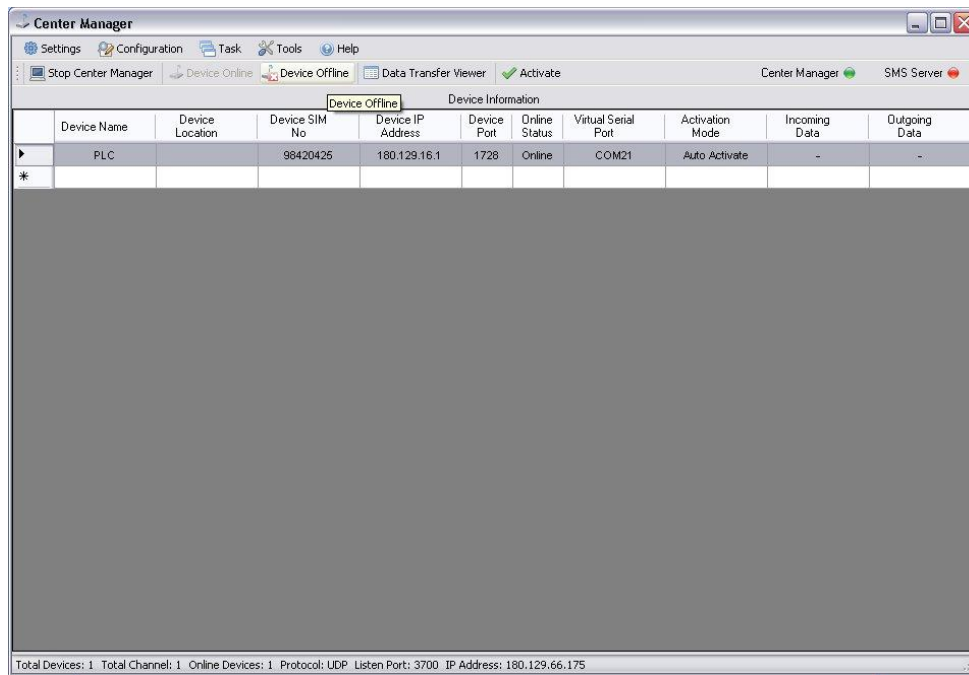 Center Manager
Settings Configuration Task Tools Help
Stop Center Manager Device Online Device Offline Data Transfer Viewer Activate Center Manager SMS Server
Device Offline Device Information
Device Name Device Location Device SIM No Device IP Address Device Port Online Status Virtual Serial Port Activation Mode Incoming Data Outgoing Data
PLC 98420425 180.129.16.1 1728 Online COM21 Auto Activate - -
Total Devices: 1 Total Channel: 1 Online Devices: 1 Protocol: UDP Listen Port: 3700 IP Address: 180.129.66.175